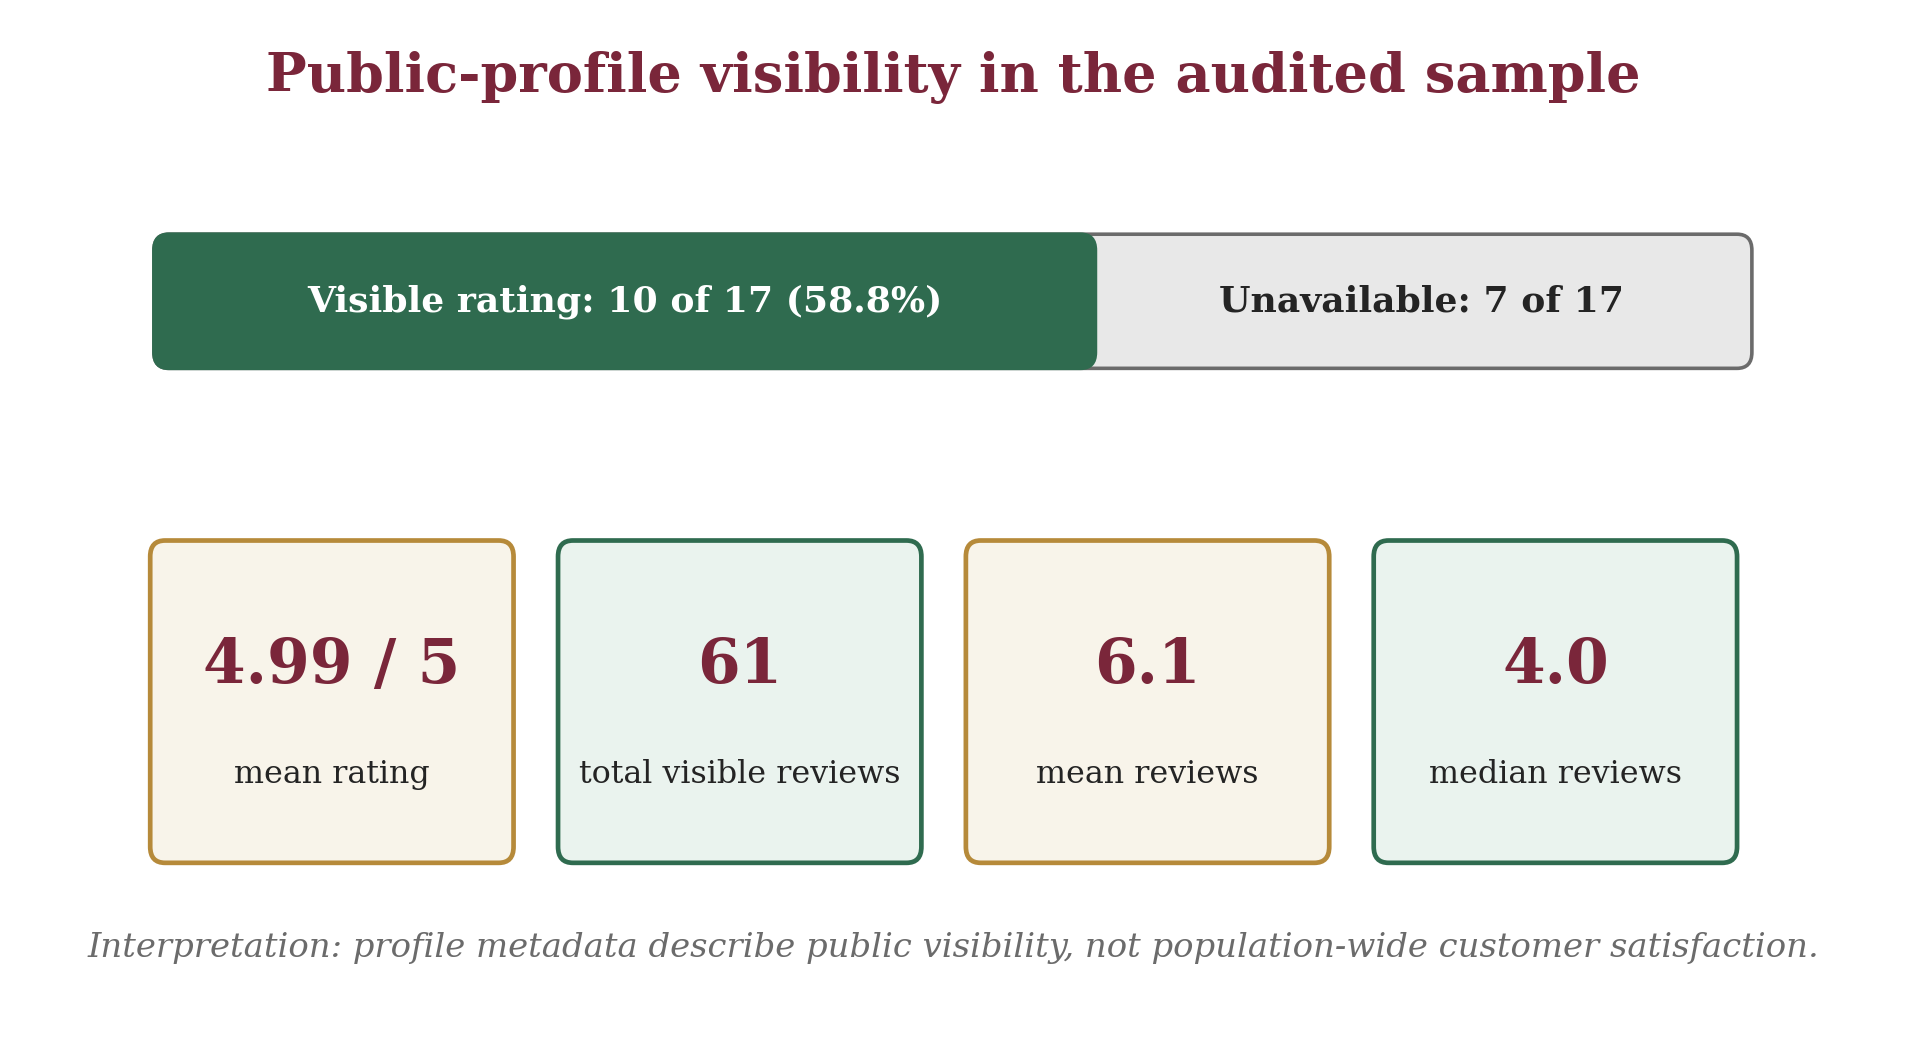 Public-profile visibility in the audited sample
Visible rating: 10 of 17 (58.8%)
Unavailable: 7 of 17
4.99 / 5
mean rating
61
total visible reviews
6.1
mean reviews
4.0
median reviews
Interpretation: profile metadata describe public visibility, not population-wide customer satisfaction.